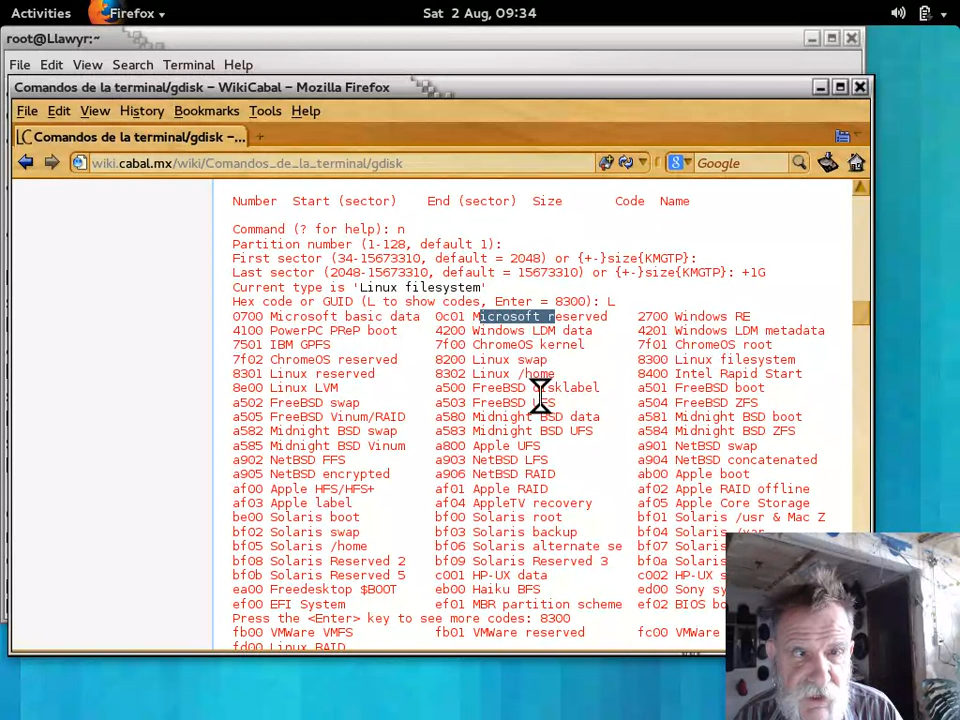 Activities Firefox Sat 2 Aug, 09:34
root@Llawyr:~
File Edit View Search Terminal Help
Comandos de la terminal/gdisk – WikiCabal – Mozilla Firefox
File Edit View History Bookmarks Tools Help
Comandos de la terminal/gdisk –...
wiki.cabal.mx/wiki/Comandos_de_la_terminal/gdisk Google
Number Start (sector) End (sector) Size Code Name
Command (? for help): n
Partition number (1-128, default 1):
First sector (34-15673310, default = 2048) or {+-}size{KMGTP}:
Last sector (2048-15673310, default = 15673310) or {+-}size{KMGTP}: +1G
Current type is 'Linux filesystem'
Hex code or GUID (L to show codes, Enter = 8300): L
0700 Microsoft basic data 0c01 Microsoft reserved 2700 Windows RE
4100 PowerPC PReP boot 4200 Windows LDM data 4201 Windows LDM metadata
7501 IBM GPFS 7f00 ChromeOS kernel 7f01 ChromeOS root
7f02 ChromeOS reserved 8200 Linux swap 8300 Linux filesystem
8301 Linux reserved 8302 Linux /home 8400 Intel Rapid Start
8e00 Linux LVM a500 FreeBSD disklabel a501 FreeBSD boot
a502 FreeBSD swap a503 FreeBSD UFS a504 FreeBSD ZFS
a505 FreeBSD Vinum/RAID a580 Midnight BSD data a581 Midnight BSD boot
a582 Midnight BSD swap a583 Midnight BSD UFS a584 Midnight BSD ZFS
a585 Midnight BSD Vinum a800 Apple UFS a901 NetBSD swap
a902 NetBSD FFS a903 NetBSD LFS a904 NetBSD concatenated
a905 NetBSD encrypted a906 NetBSD RAID ab00 Apple boot
af00 Apple HFS/HFS+ af01 Apple RAID af02 Apple RAID offline
af03 Apple label af04 AppleTV recovery af05 Apple Core Storage
be00 Solaris boot bf00 Solaris root bf01 Solaris /usr & Mac Z
bf02 Solaris swap bf03 Solaris backup bf04 Solaris /var
bf05 Solaris /home bf06 Solaris alternate se bf07 Solaris
bf08 Solaris Reserved 2 bf09 Solaris Reserved 3 bf0a Solaris
bf0b Solaris Reserved 5 c001 HP-UX data c002 HP-UX s
ea00 Freedesktop $BOOT eb00 Haiku BFS ed00 Sony sy
ef00 EFI System ef01 MBR partition scheme ef02 BIOS bo
Press the <Enter> key to see more codes: 8300
fb00 VMWare VMFS fb01 VMWare reserved fc00 VMWare
fd00 Linux RAID